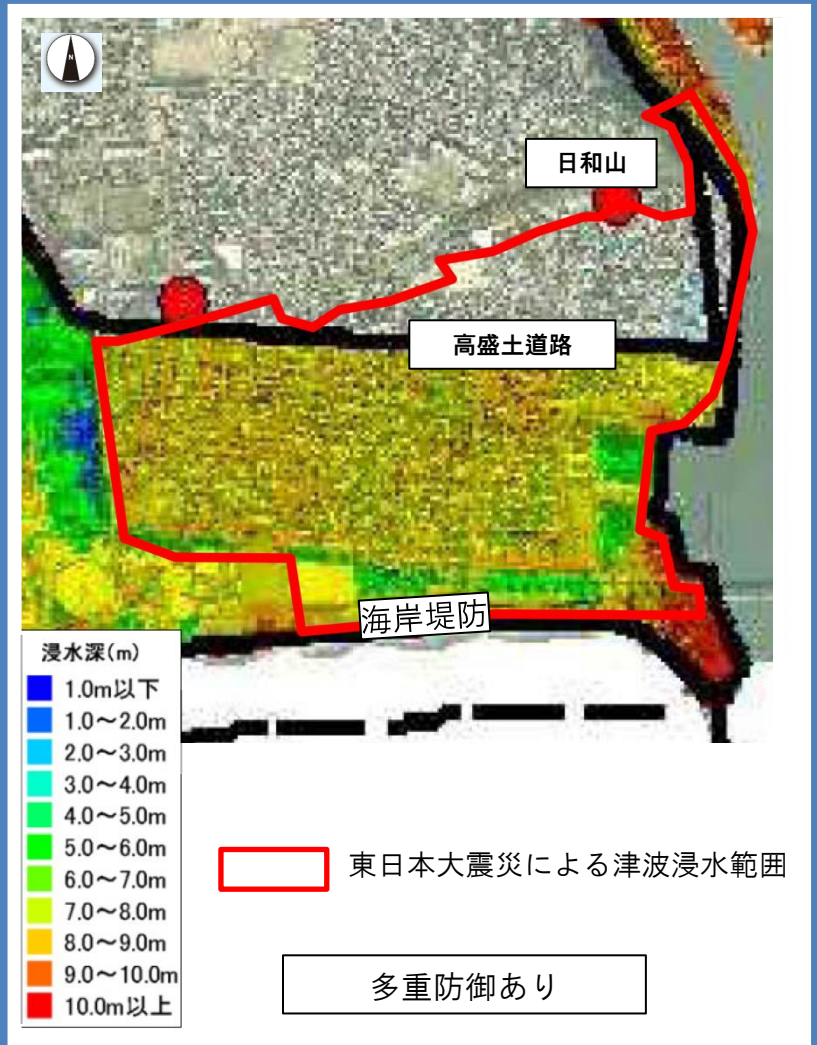 N
日和山
高盛土道路
海岸堤防
浸水深(m)
1.0m以下
1.0～2.0m
2.0～3.0m
3.0～4.0m
4.0～5.0m
5.0～6.0m
6.0～7.0m
7.0～8.0m
8.0～9.0m
9.0～10.0m
10.0m以上
東日本大震災による津波浸水範囲
多重防御あり